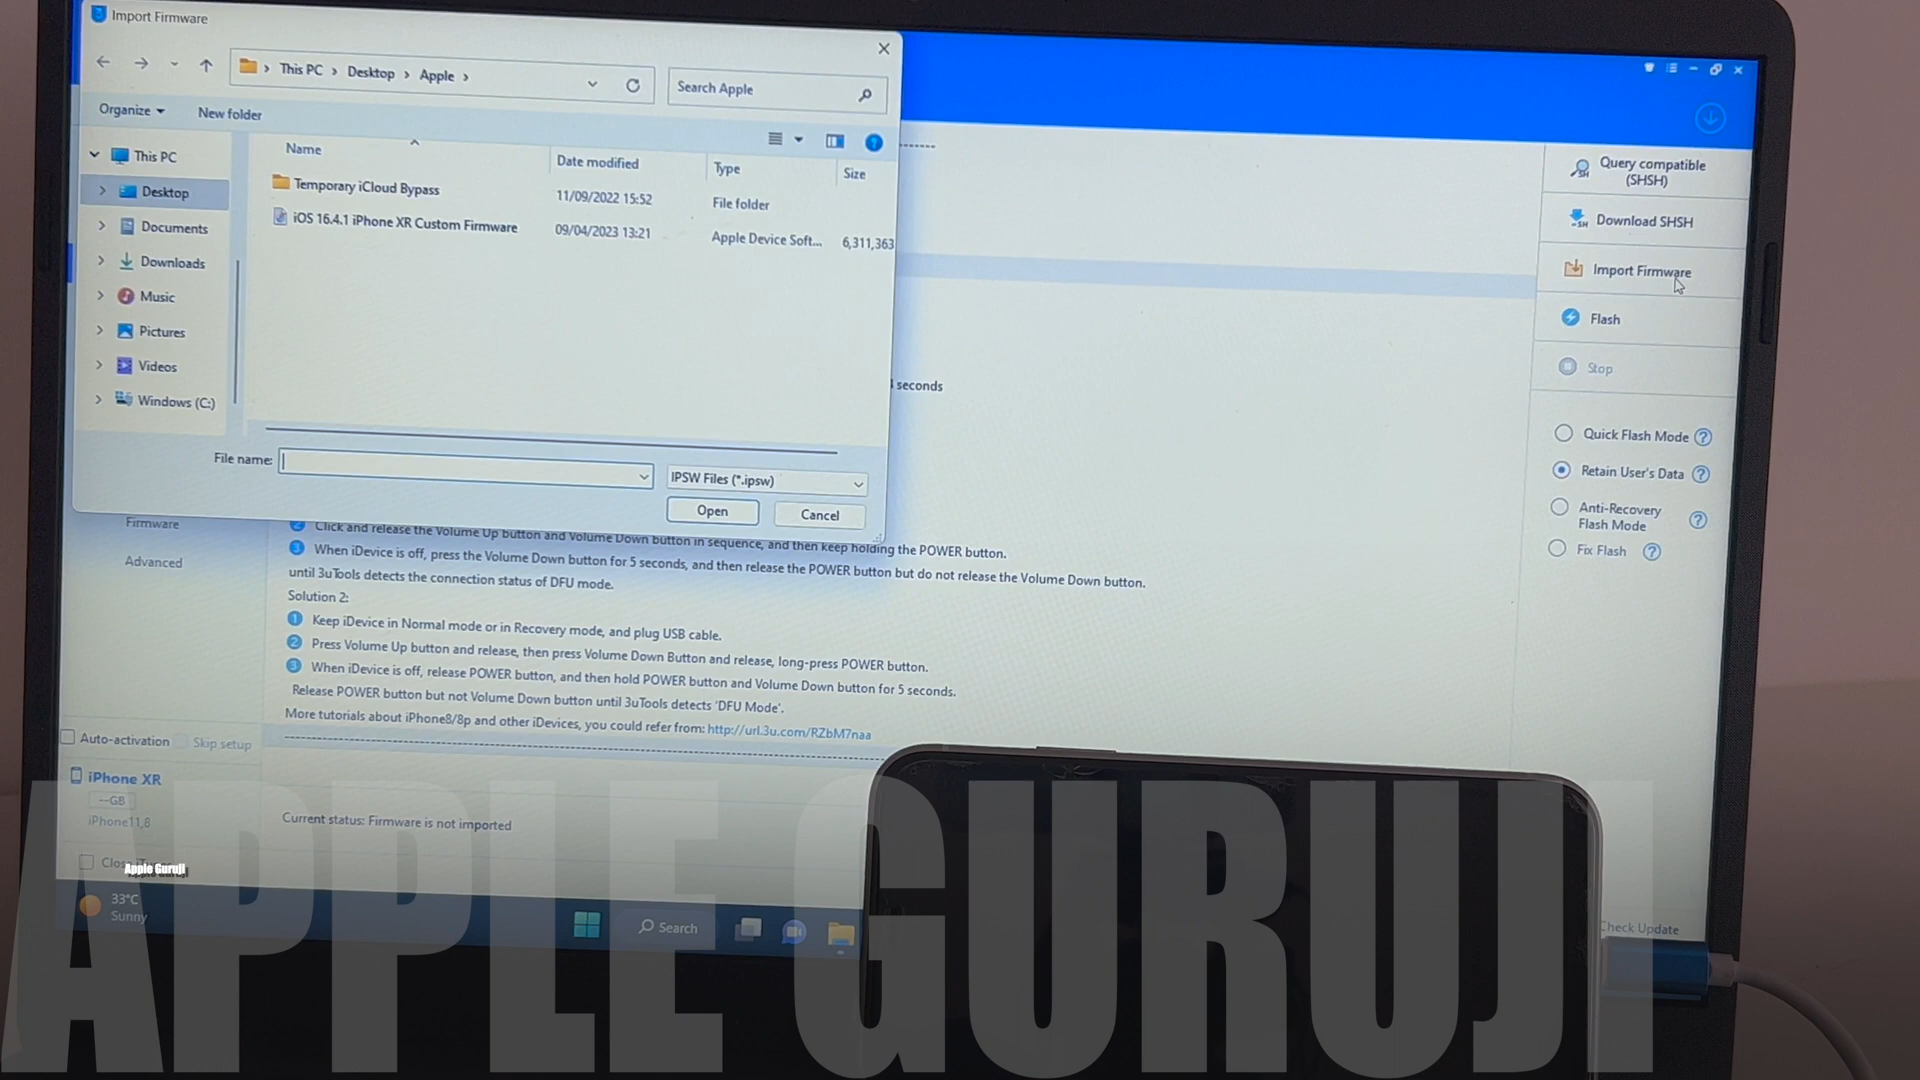 Import Firmware
This PC > Desktop > Apple >
Search Apple
Organize
New folder
Name
Date modified
Type
Size
Temporary iCloud Bypass
11/09/2022 15:52
File folder
iOS 16.4.1 iPhone XR Custom Firmware
09/04/2023 13:21
Apple Device Soft...
6,311,363
This PC
Desktop
Documents
Downloads
Music
Pictures
Videos
Windows (C:)
File name:
IPSW Files (*.ipsw)
Open
Cancel
Query compatible
(SHSH)
Download SHSH
Import Firmware
Flash
Stop
Quick Flash Mode ?
Retain User's Data ?
Anti-Recovery
Flash Mode ?
Fix Flash ?
seconds
Firmware
Advanced
2 Click and release the Volume Up button and Volume Down button in sequence, and then keep holding the POWER button.
3 When iDevice is off, press the Volume Down button for 5 seconds, and then release the POWER button but do not release the Volume Down button.
until 3uTools detects the connection status of DFU mode.
Solution 2:
1 Keep iDevice in Normal mode or in Recovery mode, and plug USB cable.
2 Press Volume Up button and release, then press Volume Down Button and release, long-press POWER button.
3 When iDevice is off, release POWER button, and then hold POWER button and Volume Down button for 5 seconds.
Release POWER button but not Volume Down button until 3uTools detects 'DFU Mode'.
More tutorials about iPhone8/8p and other iDevices, you could refer from: http://url.3u.com/RZbM7naa
Auto-activation
Skip setup
iPhone XR
--GB
iPhone11,8
Current status: Firmware is not imported
Apple Guruji
33°C
Sunny
Search
Check Update
APPLE GURUJI